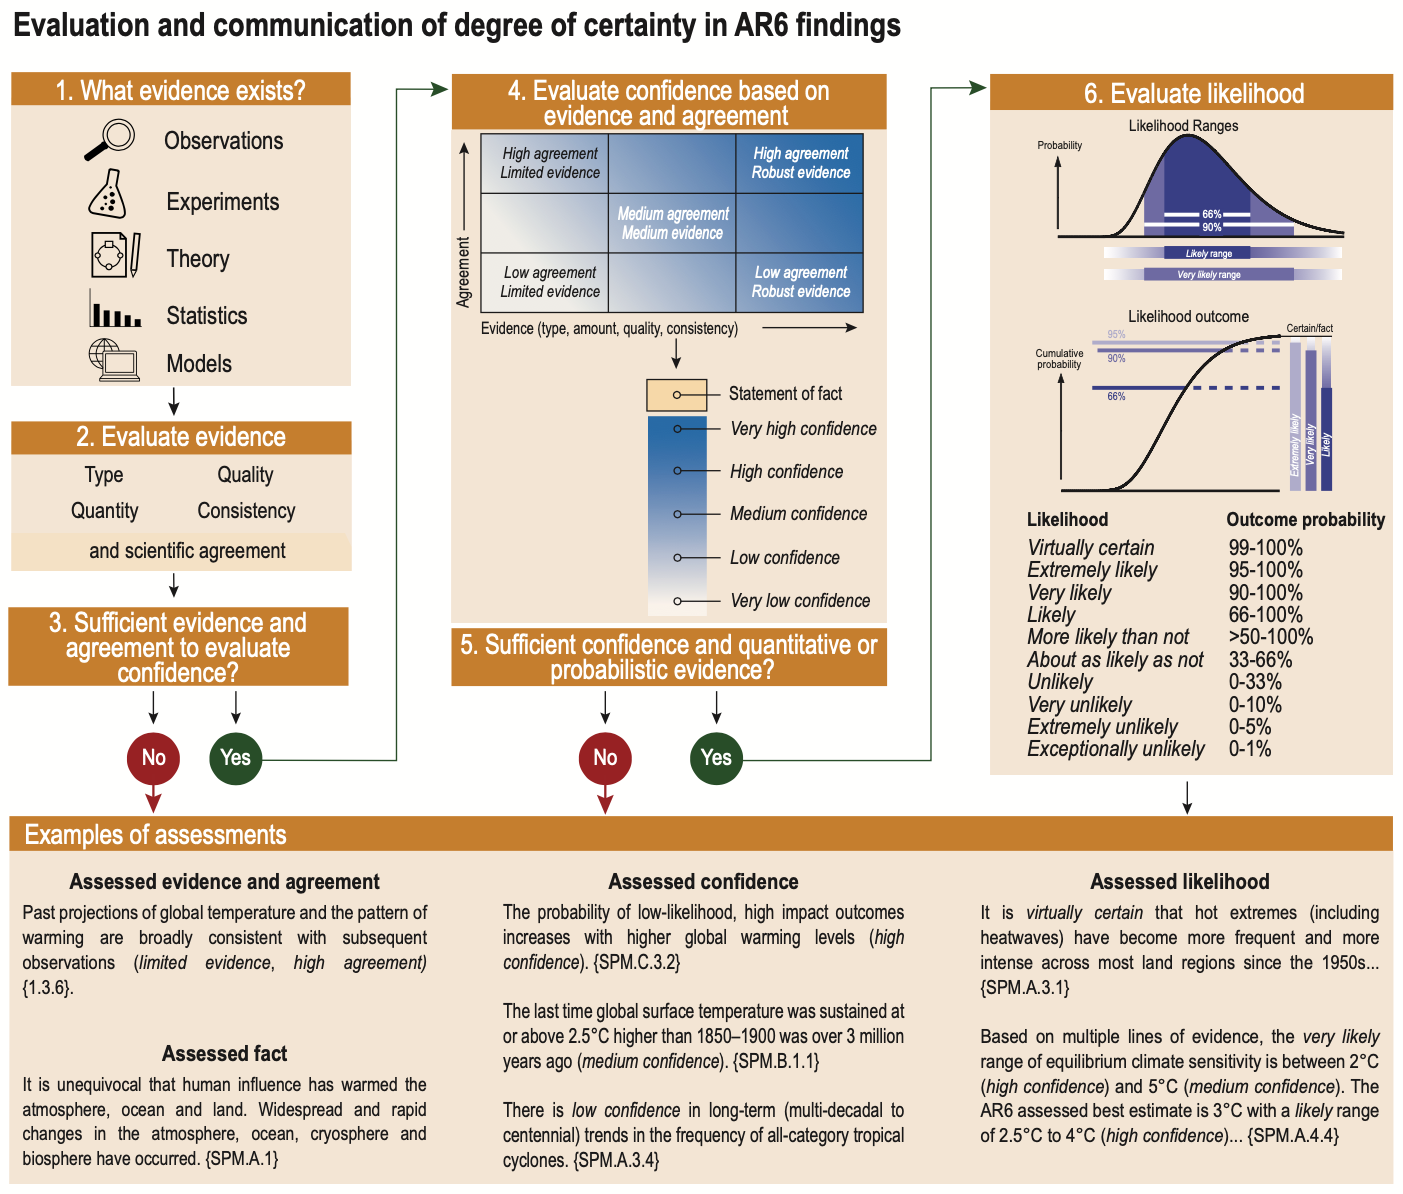 Evaluation and communication of degree of certainty in AR6 findings
1. What evidence exists?
Observations
Experiments
Theory
Statistics
Models
2. Evaluate evidence
Type
Quality
Quantity
Consistency
and scientific agreement
3. Sufficient evidence and
agreement to evaluate
confidence?
No
Yes
4. Evaluate confidence based on
evidence and agreement
Agreement
High agreement
Limited evidence
High agreement
Robust evidence
Medium agreement
Medium evidence
Low agreement
Limited evidence
Low agreement
Robust evidence
Evidence (type, amount, quality, consistency)
Statement of fact
Very high confidence
High confidence
Medium confidence
Low confidence
Very low confidence
5. Sufficient confidence and quantitative or
probabilistic evidence?
No
Yes
6. Evaluate likelihood
Likelihood Ranges
Probability
66%
90%
Likely range
Very likely range
Likelihood outcome
Certain/fact
Cumulative
probability
95%
90%
66%
Extremely likely
Very likely
Likely
Likelihood Outcome probability
Virtually certain 99-100%
Extremely likely 95-100%
Very likely 90-100%
Likely 66-100%
More likely than not >50-100%
About as likely as not 33-66%
Unlikely 0-33%
Very unlikely 0-10%
Extremely unlikely 0-5%
Exceptionally unlikely 0-1%
Examples of assessments
Assessed evidence and agreement
Past projections of global temperature and the pattern of
warming are broadly consistent with subsequent
observations (limited evidence, high agreement)
{1.3.6}.
Assessed fact
It is unequivocal that human influence has warmed the
atmosphere, ocean and land. Widespread and rapid
changes in the atmosphere, ocean, cryosphere and
biosphere have occurred. {SPM.A.1}
Assessed confidence
The probability of low-likelihood, high impact outcomes
increases with higher global warming levels (high
confidence). {SPM.C.3.2}
The last time global surface temperature was sustained at
or above 2.5°C higher than 1850–1900 was over 3 million
years ago (medium confidence). {SPM.B.1.1}
There is low confidence in long-term (multi-decadal to
centennial) trends in the frequency of all-category tropical
cyclones. {SPM.A.3.4}
Assessed likelihood
It is virtually certain that hot extremes (including
heatwaves) have become more frequent and more
intense across most land regions since the 1950s...
{SPM.A.3.1}
Based on multiple lines of evidence, the very likely
range of equilibrium climate sensitivity is between 2°C
(high confidence) and 5°C (medium confidence). The
AR6 assessed best estimate is 3°C with a likely range
of 2.5°C to 4°C (high confidence)... {SPM.A.4.4}